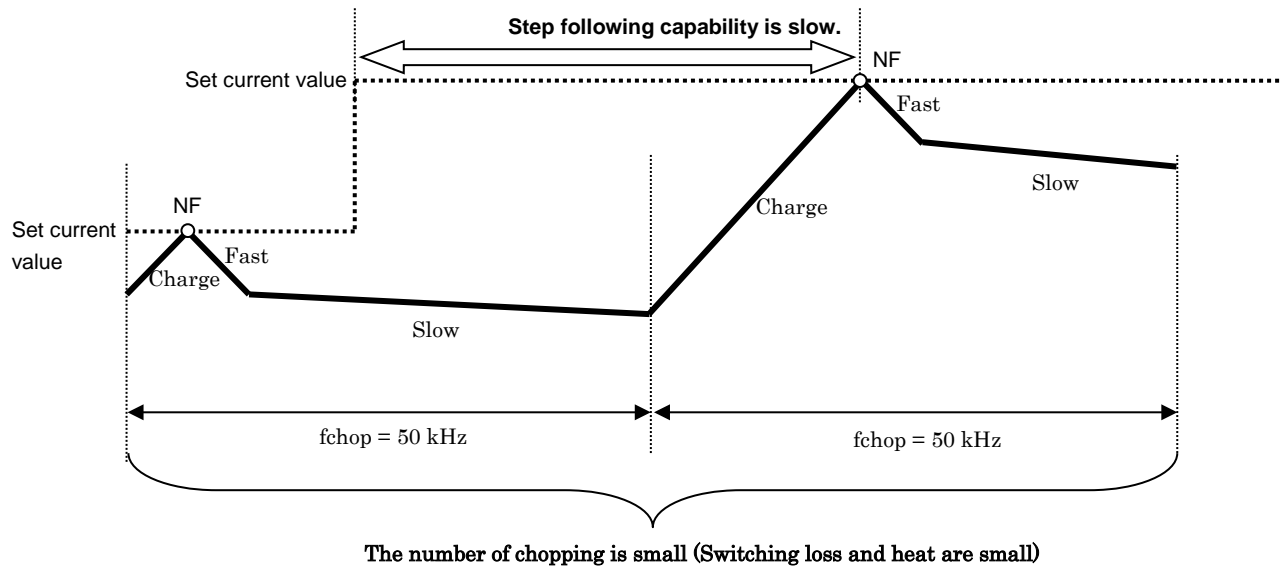 Step following capability is slow.
NF
Set current value
Fast
Slow
Charge
NF
Set current
value
Fast
Charge
Slow
fchop = 50 kHz
fchop = 50 kHz
The number of chopping is small (Switching loss and heat are small)